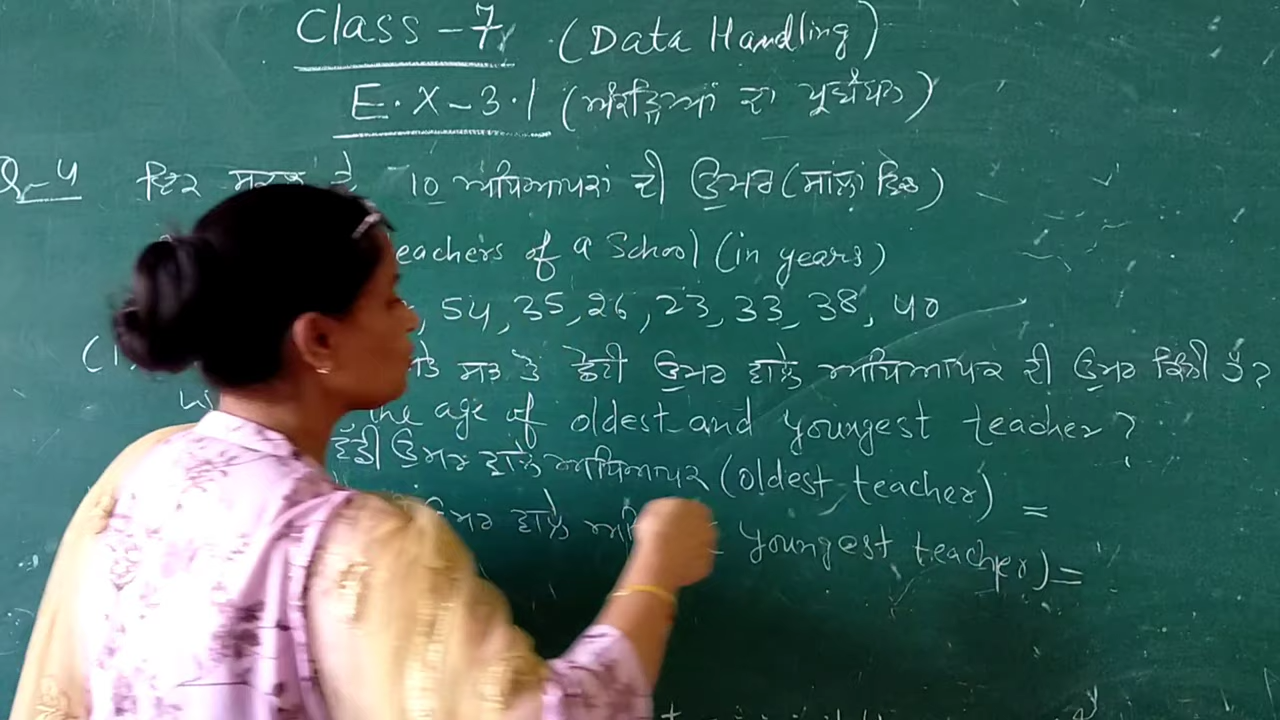 Class-7 (Data Handling)
E.X-3.1 (ਅੰਕੜਿਆਂ ਦਾ ਪ੍ਰਬੰਧਨ)
Q-4 ਇਕ ਸਕੂਲ ਦੇ 10 ਅਧਿਆਪਕਾਂ ਦੀ ਉਮਰ (ਸਾਲਾਂ ਵਿਚ)
teachers of a School (in years)
, 54, 35, 26, 23, 33, 38, 40
ਤੇ ਸਭ ਤੋਂ ਛੋਟੀ ਉਮਰ ਵਾਲੇ ਅਧਿਆਪਕ ਦੀ ਉਮਰ ਕਿੰਨੀ ਹੈ?
the age of oldest and youngest teacher?
ਵੱਡੀ ਉਮਰ ਵਾਲੇ ਅਧਿਆਪਕ (oldest teacher) =
ਉਮਰ ਵਾਲੇ youngest teacher) =